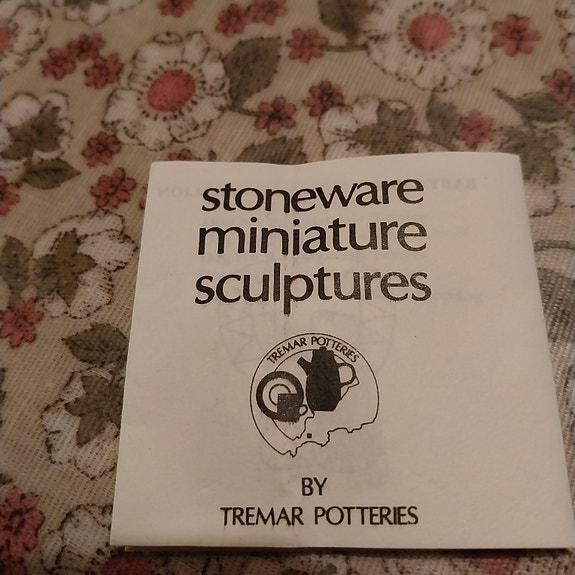 stoneware
miniature
sculptures
TREMAR POTTERIES
BY
TREMAR POTTERIES